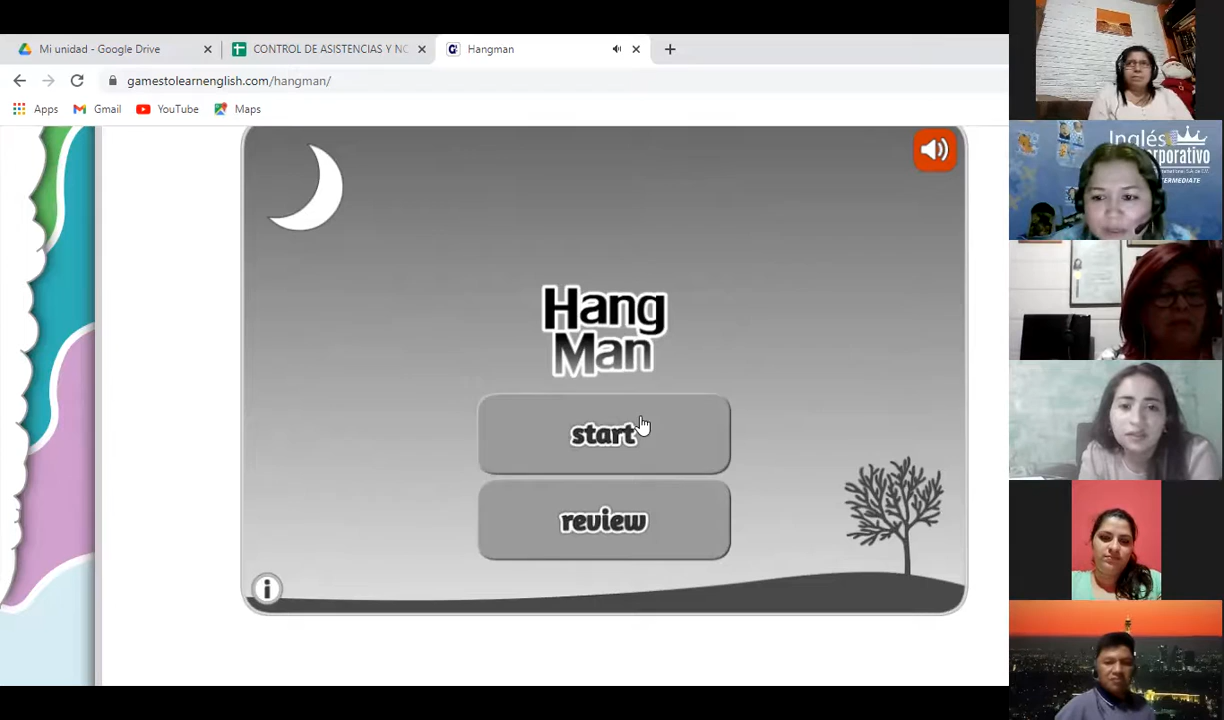 Mi unidad - Google Drive
CONTROL DE ASISTENCIAS Y NO
Hangman
gamestolearnenglish.com/hangman/
Apps
Gmail
YouTube
Maps
Hang
Man
start
review
i
Inglés
orporativo
TERMEDIATE